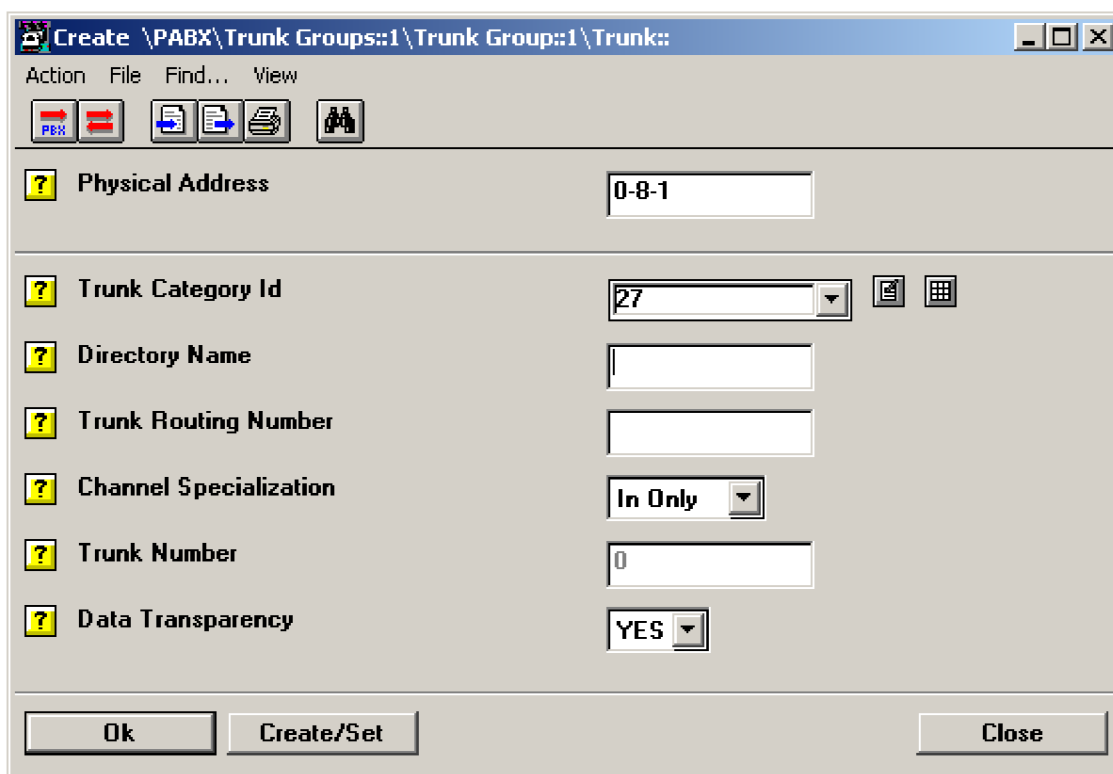 Create \PABX\Trunk Groups::1\Trunk Group::1\Trunk::
Action File Find... View
PBX
? Physical Address 0-8-1
? Trunk Category Id 27
? Directory Name
? Trunk Routing Number
? Channel Specialization In Only
? Trunk Number 0
? Data Transparency YES
Ok Create/Set Close